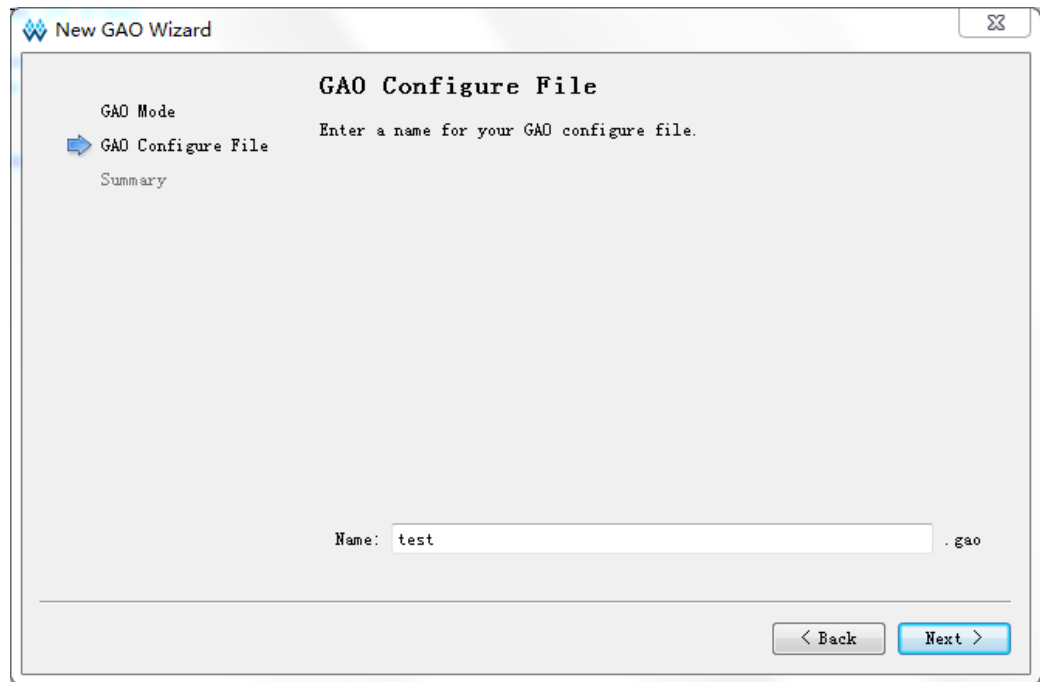 New GAO Wizard
GAO Mode
GAO Configure File
Summary
GAO Configure File
Enter a name for your GAO configure file.
Name: test .gao
< Back Next >